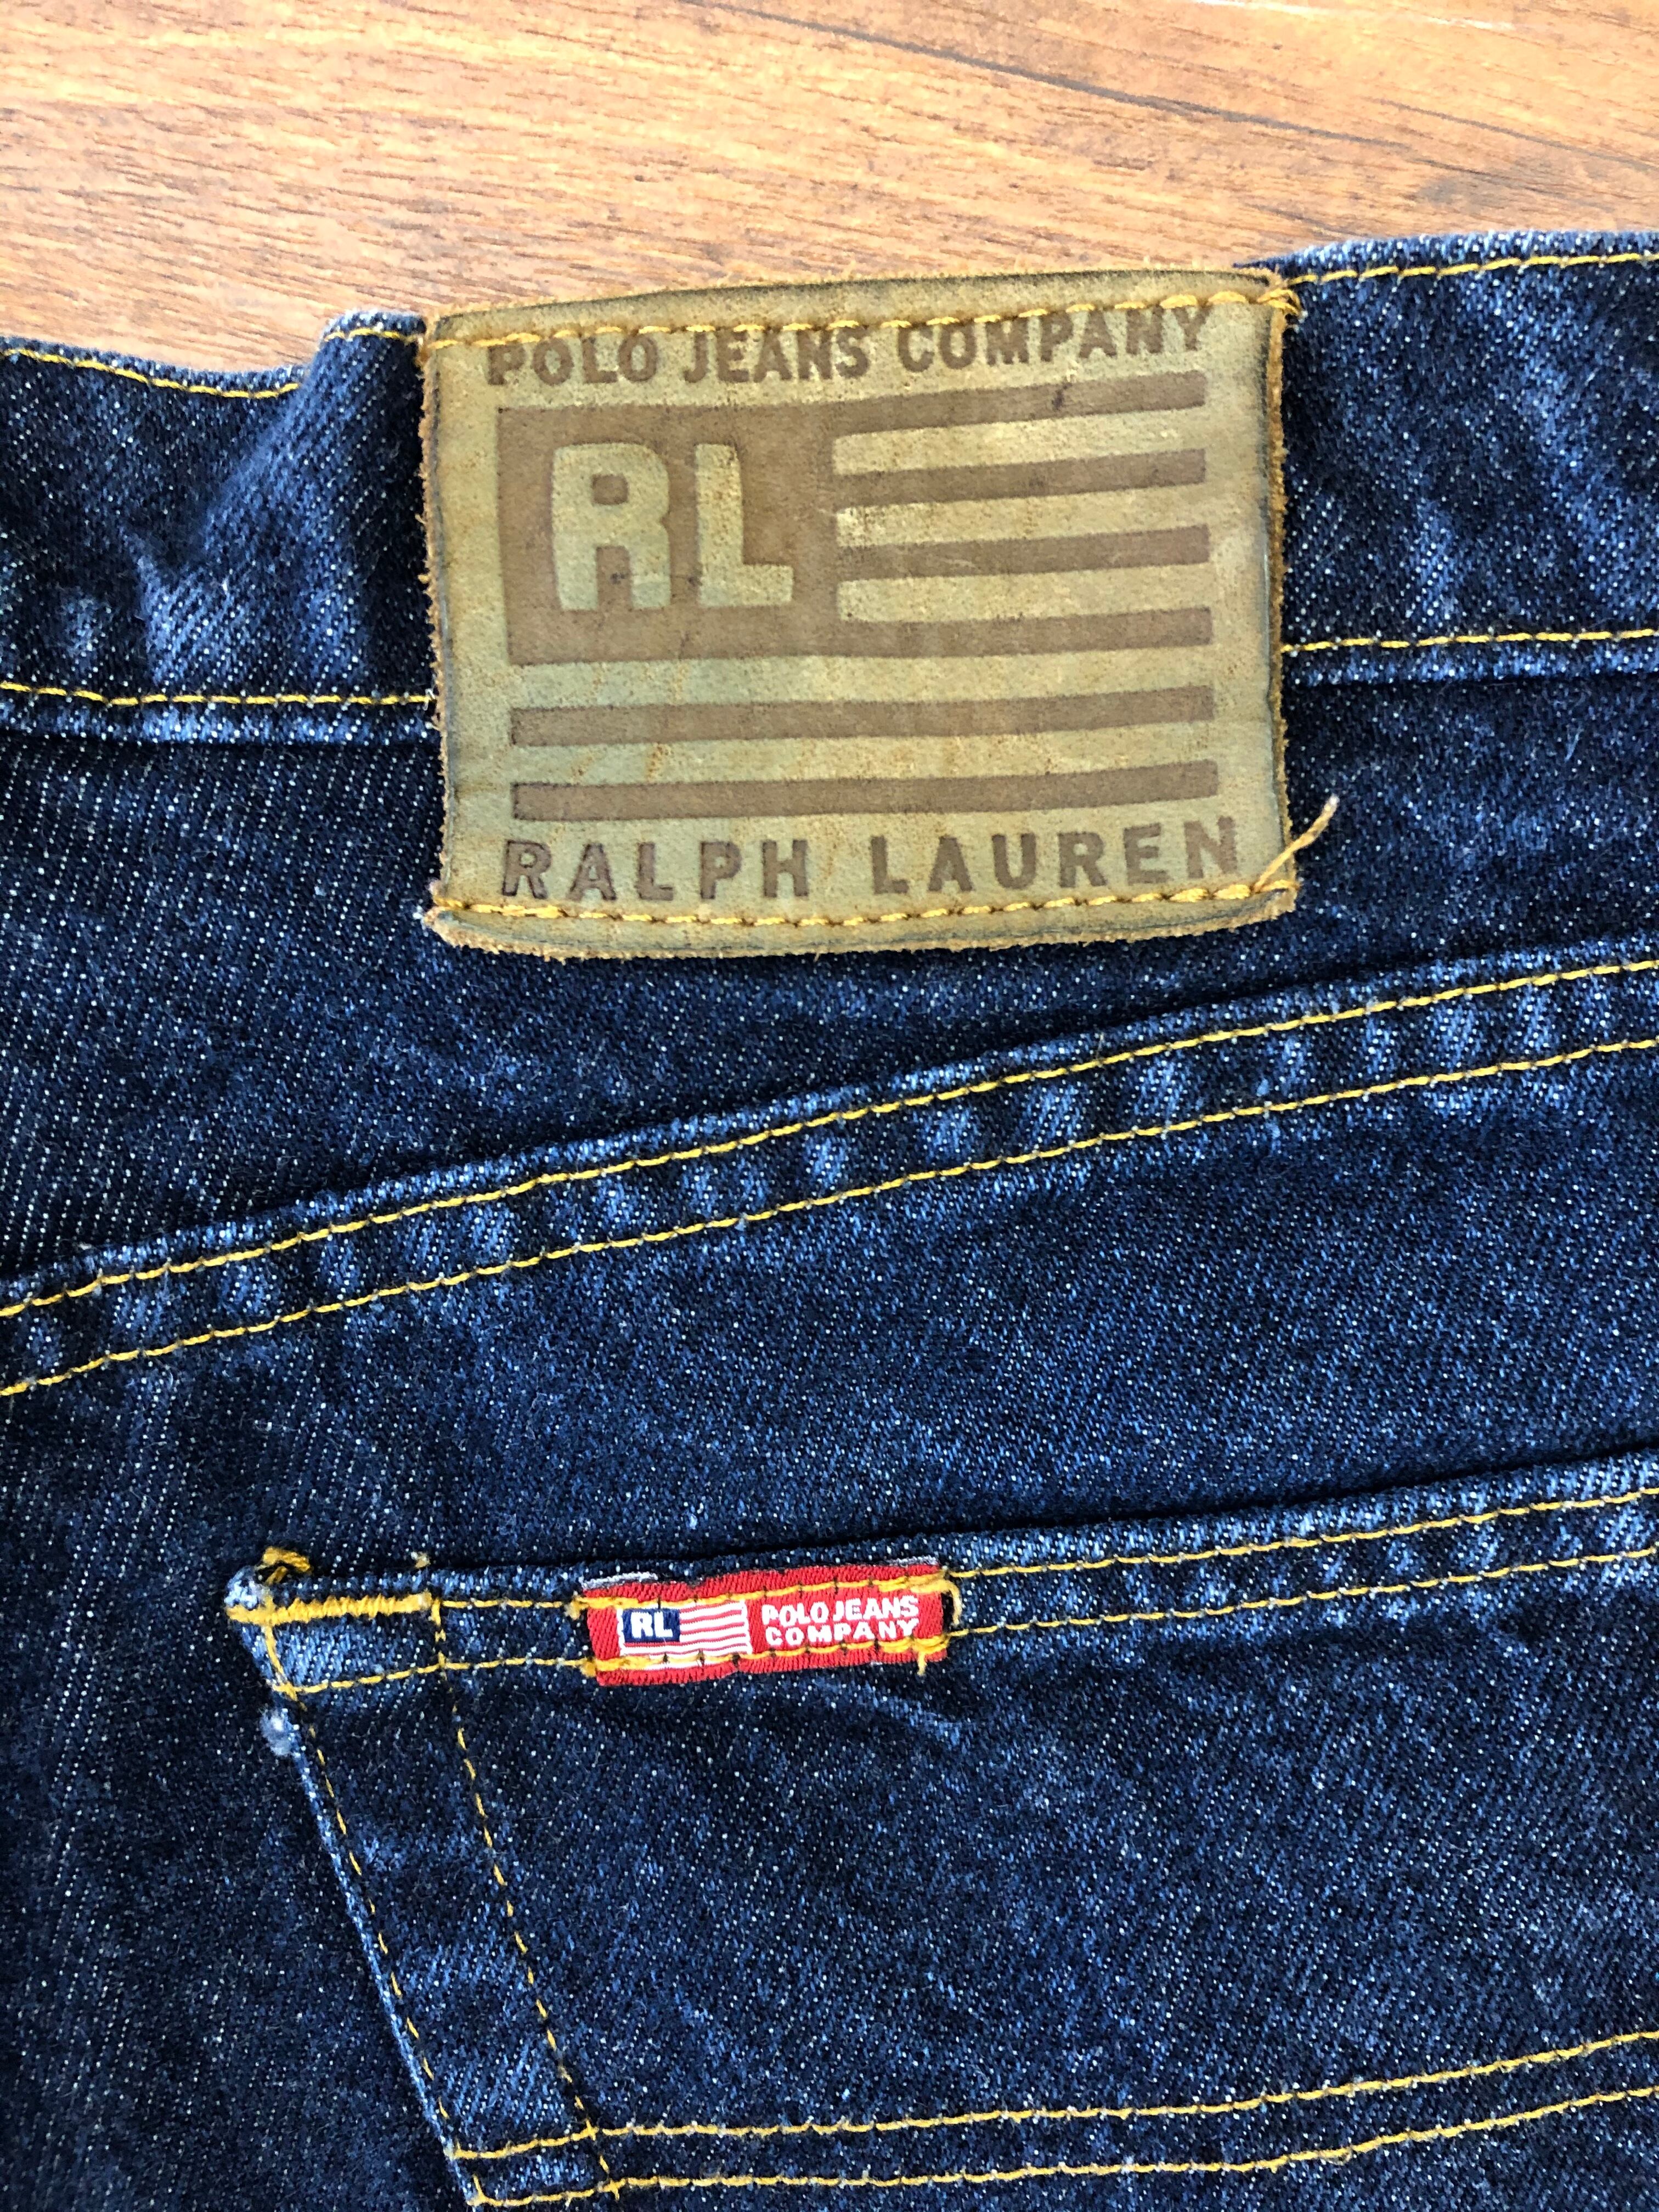 POLO JEANS COMPANY
RL
RALPH LAUREN
RL
POLO JEANS
COMPANY